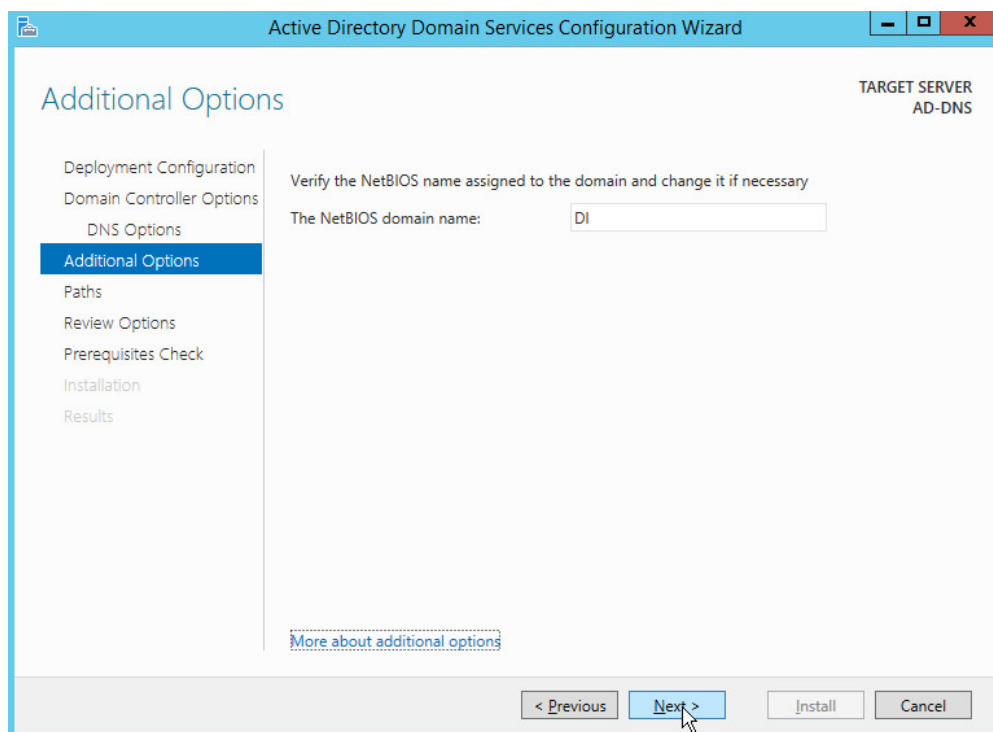 Active Directory Domain Services Configuration Wizard
Additional Options
TARGET SERVER
AD-DNS
Deployment Configuration
Domain Controller Options
DNS Options
Additional Options
Paths
Review Options
Prerequisites Check
Installation
Results
Verify the NetBIOS name assigned to the domain and change it if necessary
The NetBIOS domain name: DI
More about additional options
< Previous Next > Install Cancel